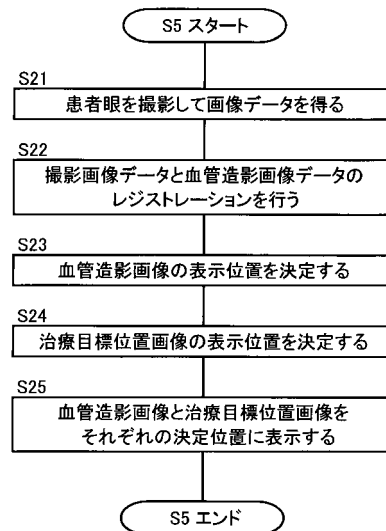 S5 スタート
S21
患者眼を撮影して画像データを得る
S22
撮影画像データと血管造影画像データの
レジストレーションを行う
S23
血管造影画像の表示位置を決定する
S24
治療目標位置画像の表示位置を決定する
S25
血管造影画像と治療目標位置画像を
それぞれの決定位置に表示する
S5 エンド